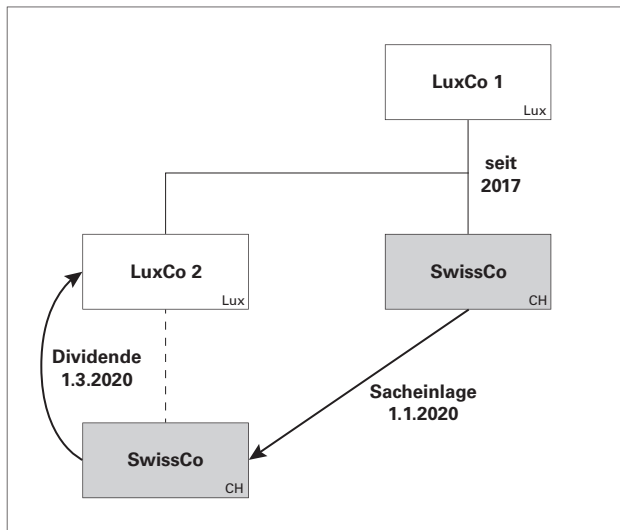 LuxCo 1
Lux
seit
2017
LuxCo 2
Lux
SwissCo
CH
Dividende
1.3.2020
Sacheinlage
1.1.2020
SwissCo
CH